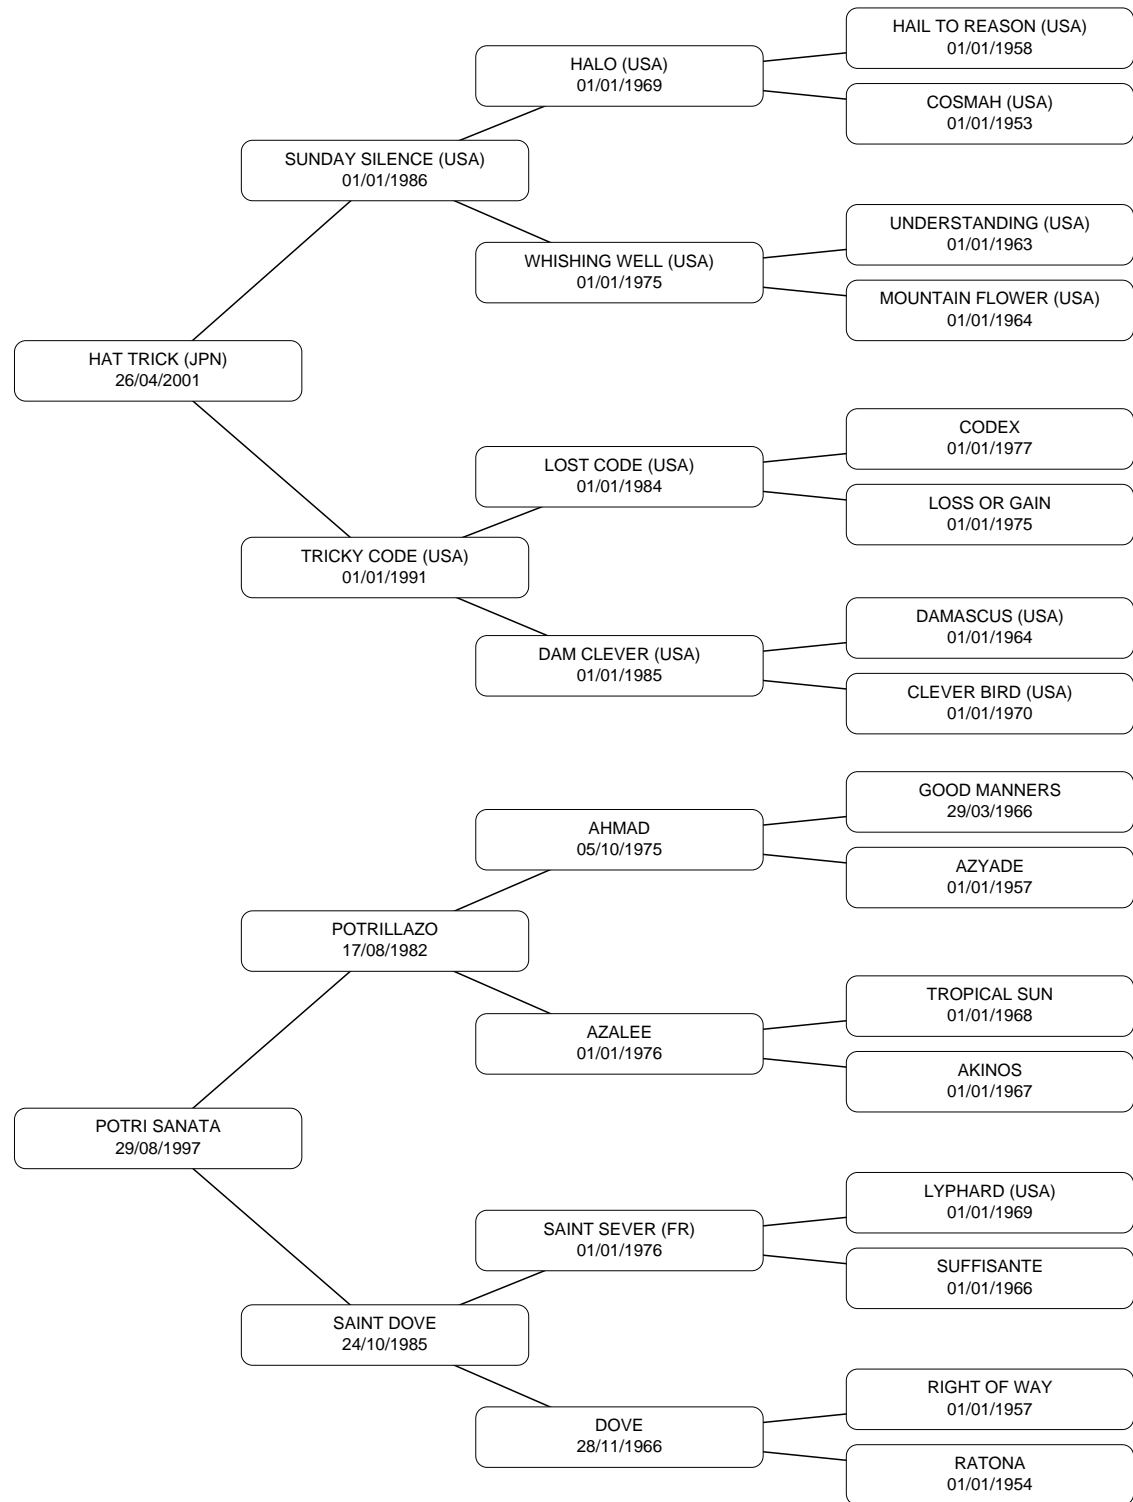 HAIL TO REASON (USA)
01/01/1958
HALO (USA)
01/01/1969
COSMAH (USA)
01/01/1953
SUNDAY SILENCE (USA)
01/01/1986
UNDERSTANDING (USA)
01/01/1963
WHISHING WELL (USA)
01/01/1975
MOUNTAIN FLOWER (USA)
01/01/1964
HAT TRICK (JPN)
26/04/2001
CODEX
01/01/1977
LOST CODE (USA)
01/01/1984
LOSS OR GAIN
01/01/1975
TRICKY CODE (USA)
01/01/1991
DAMASCUS (USA)
01/01/1964
DAM CLEVER (USA)
01/01/1985
CLEVER BIRD (USA)
01/01/1970
GOOD MANNERS
29/03/1966
AHMAD
05/10/1975
AZYADE
01/01/1957
POTRILLAZO
17/08/1982
TROPICAL SUN
01/01/1968
AZALEE
01/01/1976
AKINOS
01/01/1967
POTRI SANATA
29/08/1997
LYPHARD (USA)
01/01/1969
SAINT SEVER (FR)
01/01/1976
SUFFISANTE
01/01/1966
SAINT DOVE
24/10/1985
RIGHT OF WAY
01/01/1957
DOVE
28/11/1966
RATONA
01/01/1954